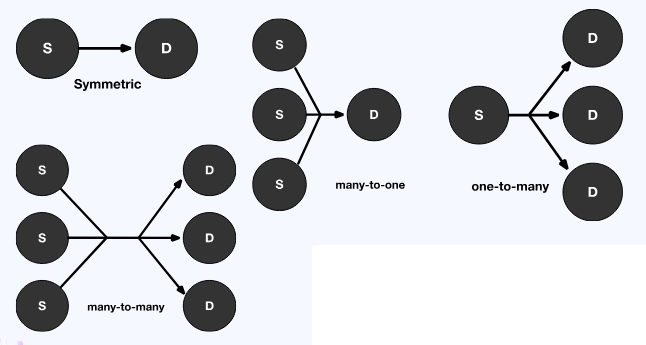 S D
Symmetric
S
S D
S
many-to-one
D
S D
D
one-to-many
S D
S D
S D
many-to-many